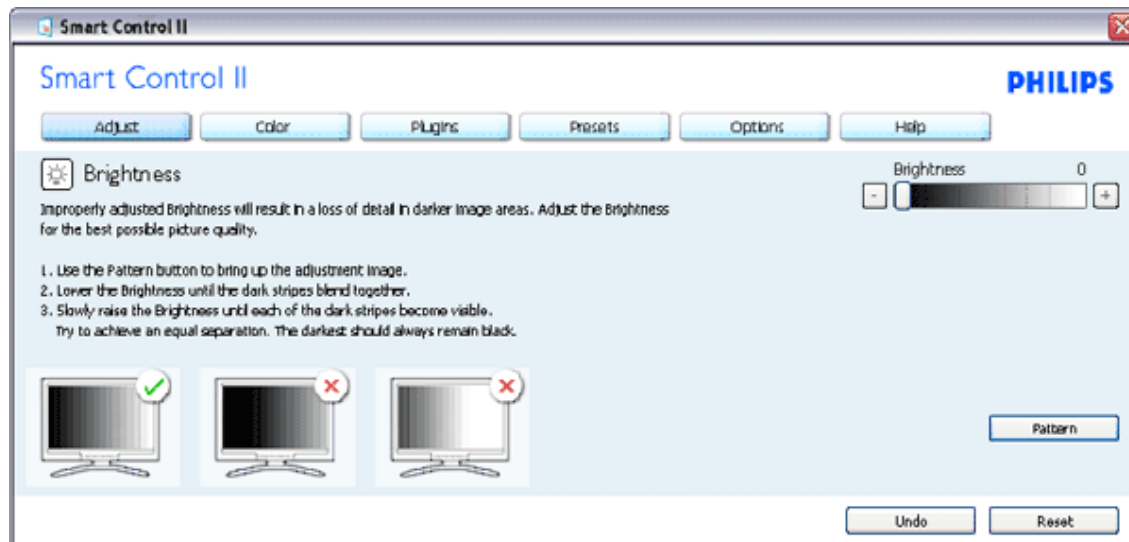 Smart Control II
Smart Control II
PHILIPS
Adjust Color Plugins Presets Options Help
Brightness
Brightness 0
- +
Improperly adjusted Brightness will result in a loss of detail in darker image areas. Adjust the Brightness
for the best possible picture quality.
1. Use the Pattern button to bring up the adjustment image.
2. Lower the Brightness until the dark stripes blend together.
3. Slowly raise the Brightness until each of the dark stripes become visible.
Try to achieve an equal separation. The darkest should always remain black.
Pattern
Undo Reset